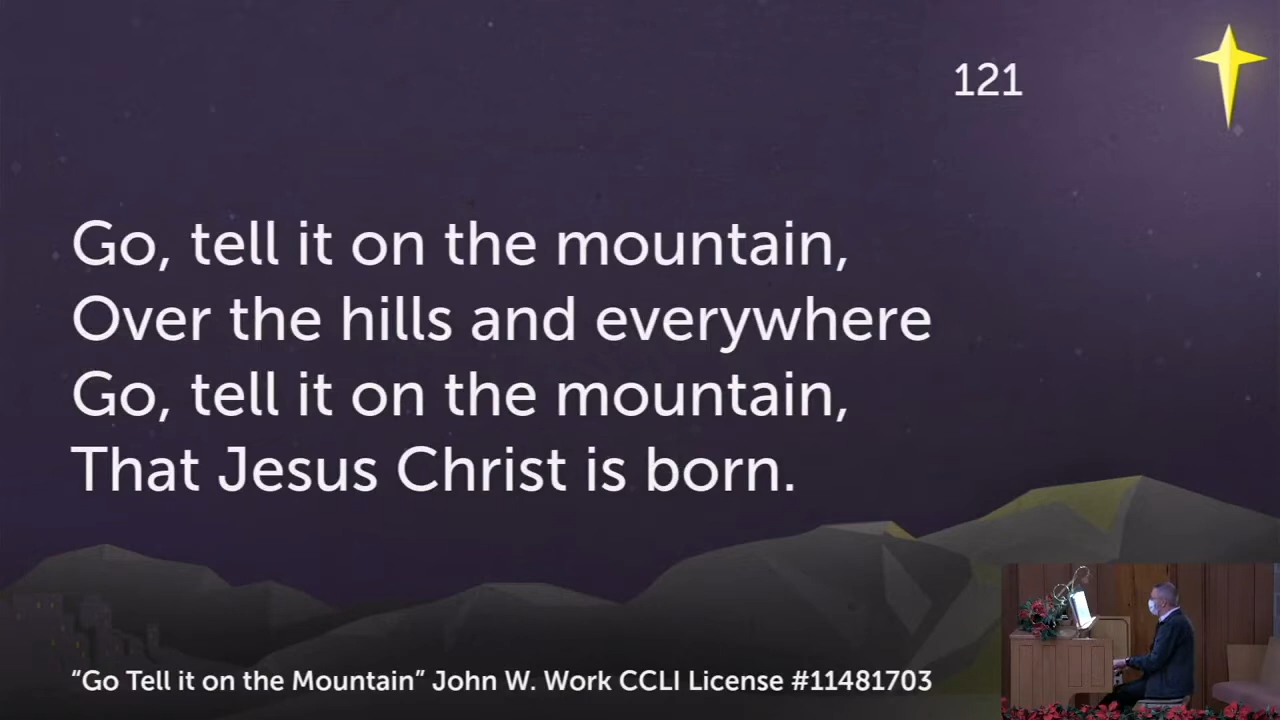 121
Go, tell it on the mountain,
Over the hills and everywhere
Go, tell it on the mountain,
That Jesus Christ is born.
“Go Tell it on the Mountain” John W. Work CCLI License #11481703